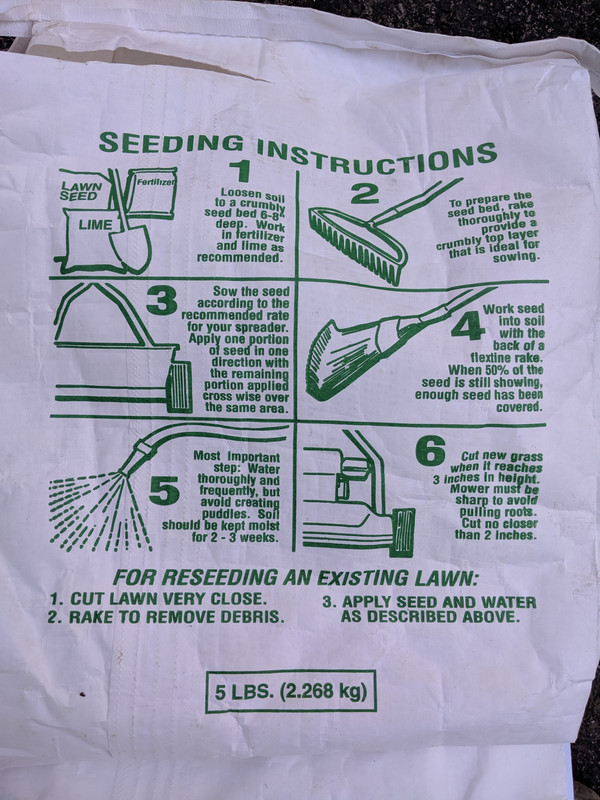 SEEDING INSTRUCTIONS
LAWN
SEED
Fertilizer
LIME
1
Loosen soil
to a crumbly
seed bed 6-8"
deep. Work
in fertilizer
and lime as
recommended.
2
To prepare the
seed bed, rake
thoroughly to
provide a
crumbly top layer
that is ideal for
sowing.
3
Sow the seed
according to the
recommended rate
for your spreader.
Apply one portion
of seed in one
direction with
the remaining
portion applied
cross wise over
the same area.
4
Work seed
into soil
with the
back of a
flextine rake.
When 50% of the
seed is still showing,
enough seed has been
covered.
5
Most important
step: Water
thoroughly and
frequently, but
avoid creating
puddles. Soil
should be kept moist
for 2 - 3 weeks.
6
Cut new grass
when it reaches
3 inches in height.
Mower must be
sharp to avoid
pulling roots.
Cut no closer
than 2 inches.
FOR RESEEDING AN EXISTING LAWN:
1. CUT LAWN VERY CLOSE.
2. RAKE TO REMOVE DEBRIS.
3. APPLY SEED AND WATER
AS DESCRIBED ABOVE.
5 LBS. (2.268 kg)